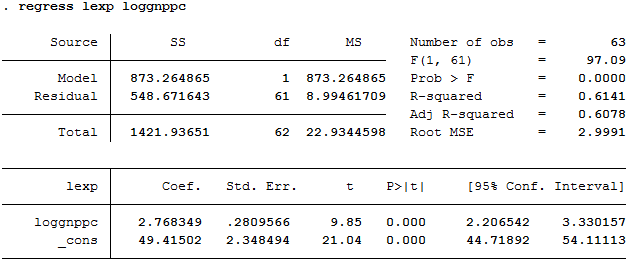 . regress lexp loggnppc
Source SS df MS Number of obs = 63
F(1, 61) = 97.09
Model 873.264865 1 873.264865 Prob > F = 0.0000
Residual 548.671643 61 8.99461709 R-squared = 0.6141
Adj R-squared = 0.6078
Total 1421.93651 62 22.9344598 Root MSE = 2.9991
lexp Coef. Std. Err. t P>|t| [95% Conf. Interval]
loggnppc 2.768349 .2809566 9.85 0.000 2.206542 3.330157
_cons 49.41502 2.348494 21.04 0.000 44.71892 54.11113